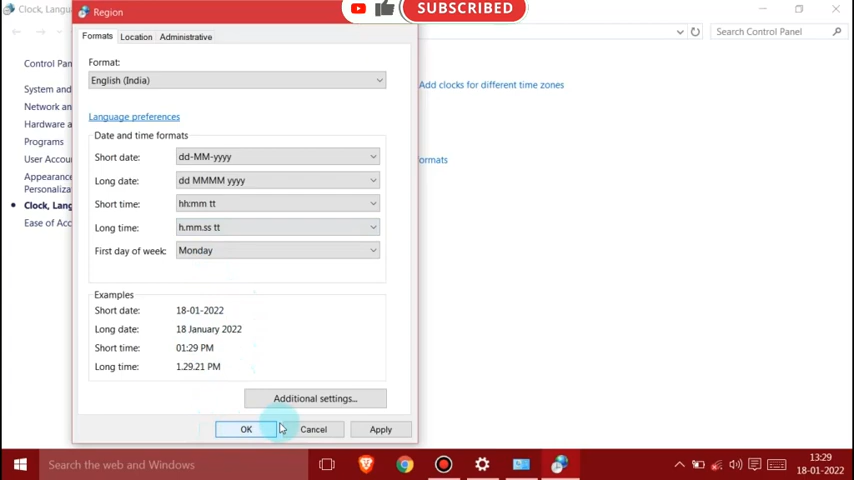 Clock, Langu
Region
SUBSCRIBED
Search Control Panel
Formats Location Administrative
Format:
English (India)
Language preferences
Date and time formats
Short date: dd-MM-yyyy
Long date: dd MMMM yyyy
Short time: hh:mm tt
Long time: h.mm.ss tt
First day of week: Monday
Examples
Short date: 18-01-2022
Long date: 18 January 2022
Short time: 01:29 PM
Long time: 1.29.21 PM
Additional settings...
OK Cancel Apply
Control Pan
System and
Network an
Hardware a
Programs
User Accou
Appearanc
Personaliza
Clock, Lang
Ease of Acc
Add clocks for different time zones
ormats
Search the web and Windows
13:29
18-01-2022